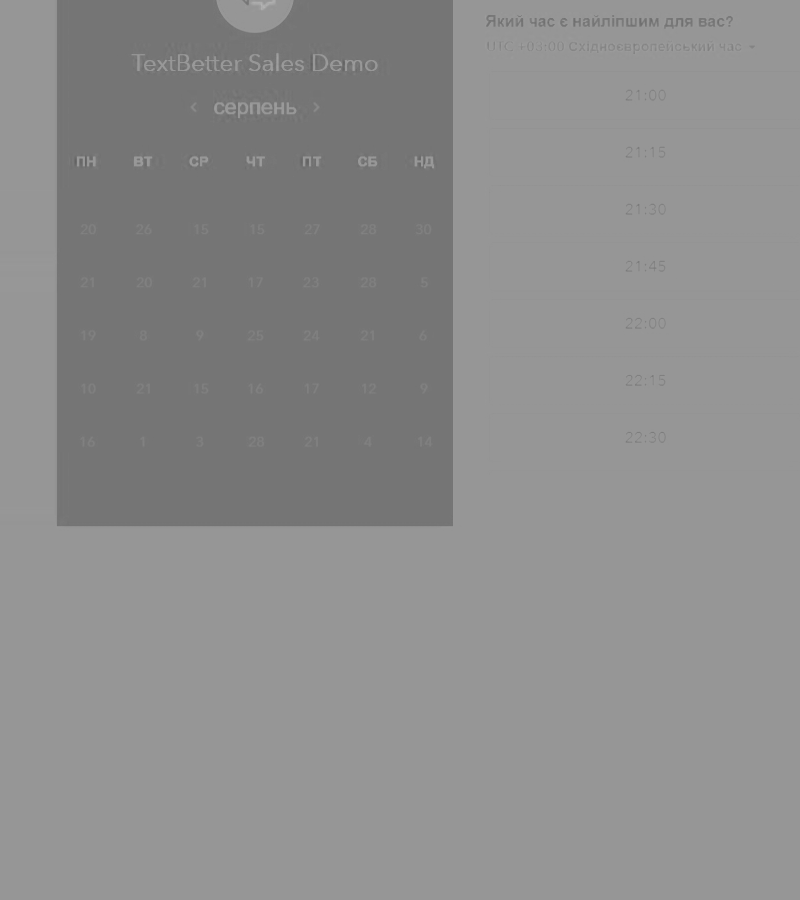 TextBetter Sales Demo
серпень
ПН ВТ СР ЧТ ПТ СБ НД
20 26 15 15 27 28 30
21 20 21 17 23 28 5
19 8 9 25 24 21 6
10 21 15 16 17 12 9
16 1 3 28 21 4 14
Який час є найліпшим для вас?
UTC +03:00 Східноєвропейський час
21:00
21:15
21:30
21:45
22:00
22:15
22:30